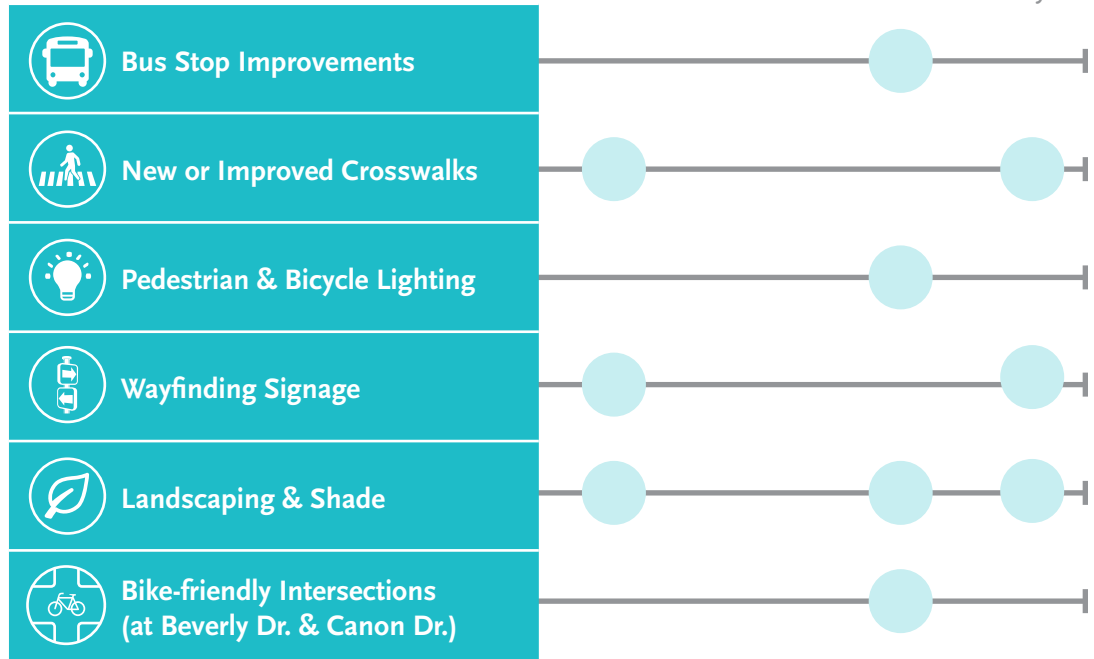 Bus Stop Improvements
New or Improved Crosswalks
Pedestrian & Bicycle Lighting
Wayfinding Signage
Landscaping & Shade
Bike-friendly Intersections
(at Beverly Dr. & Canon Dr.)